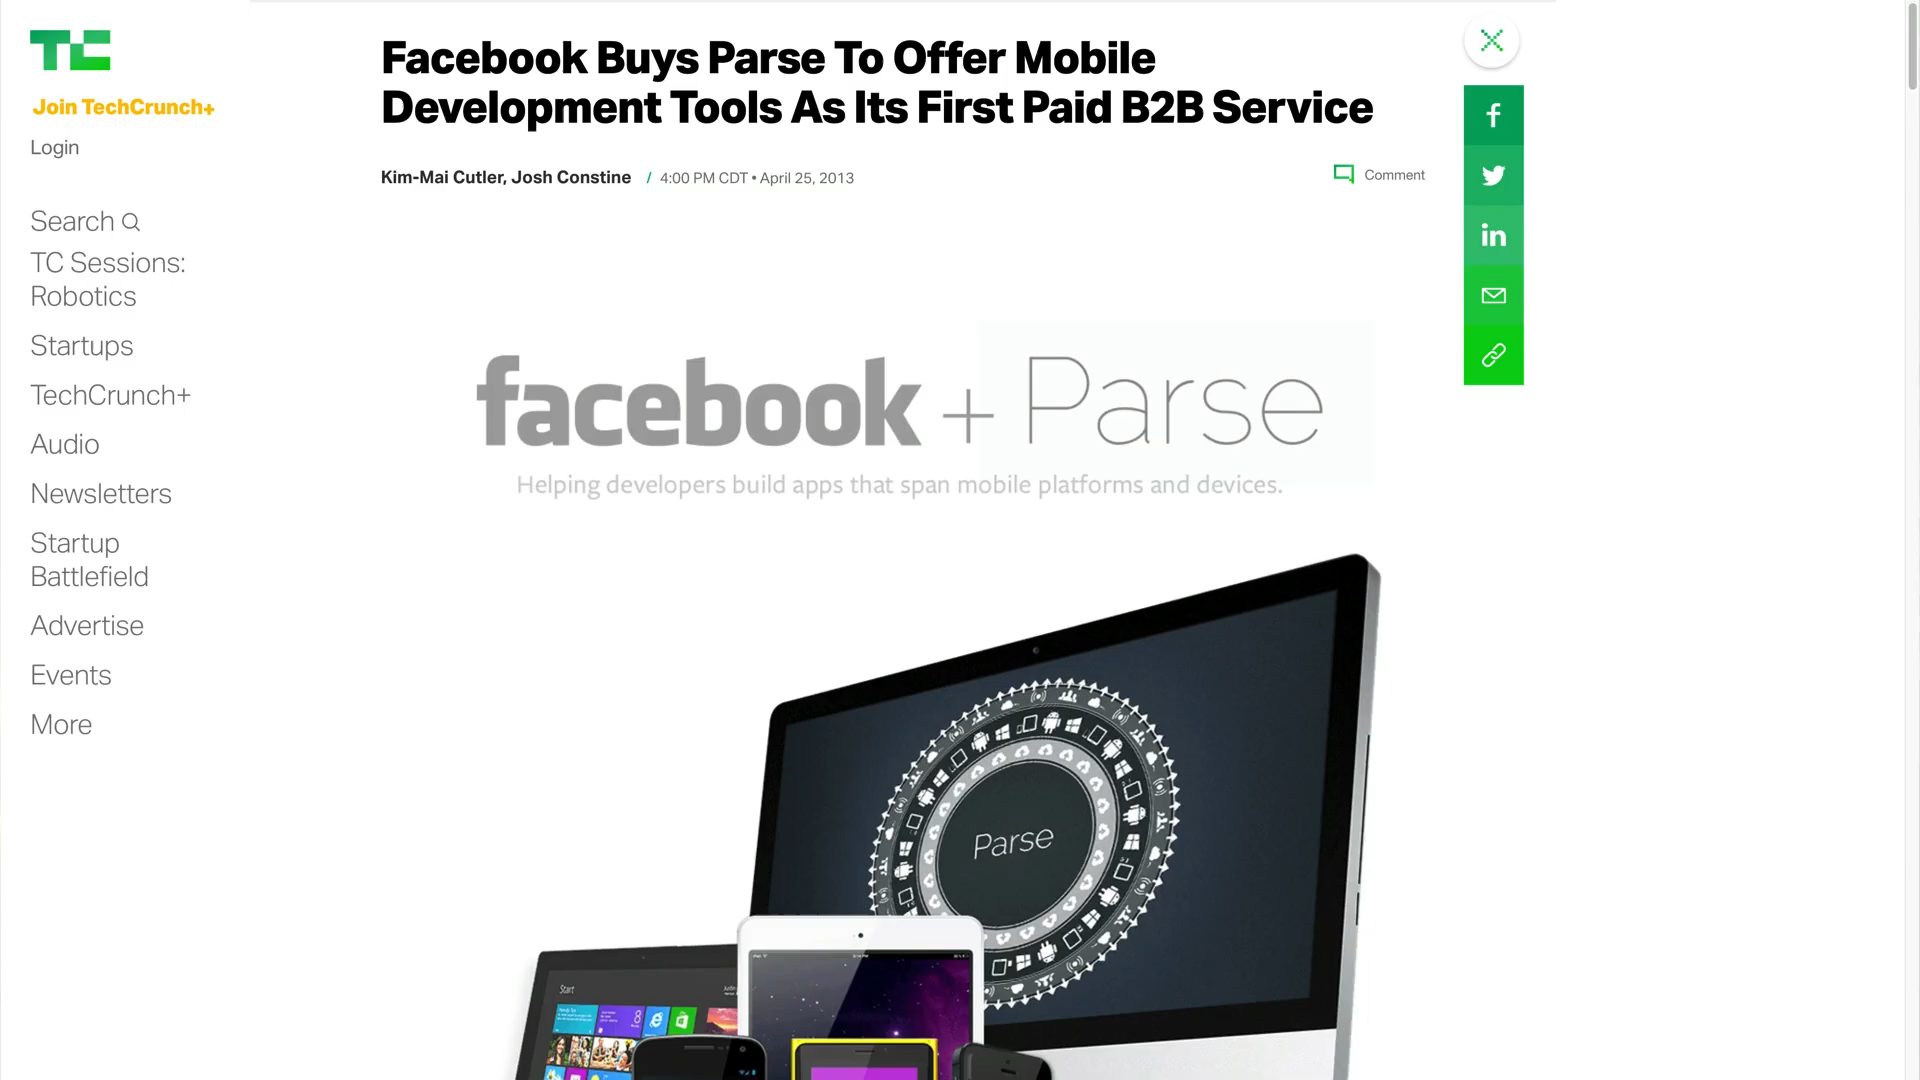 TC
Join TechCrunch+
Login
Search
TC Sessions:
Robotics
Startups
TechCrunch+
Audio
Newsletters
Startup
Battlefield
Advertise
Events
More
Facebook Buys Parse To Offer Mobile
Development Tools As Its First Paid B2B Service
Kim-Mai Cutler, Josh Constine / 4:00 PM CDT • April 25, 2013
Comment
facebook + Parse
Helping developers build apps that span mobile platforms and devices.
Parse
Start